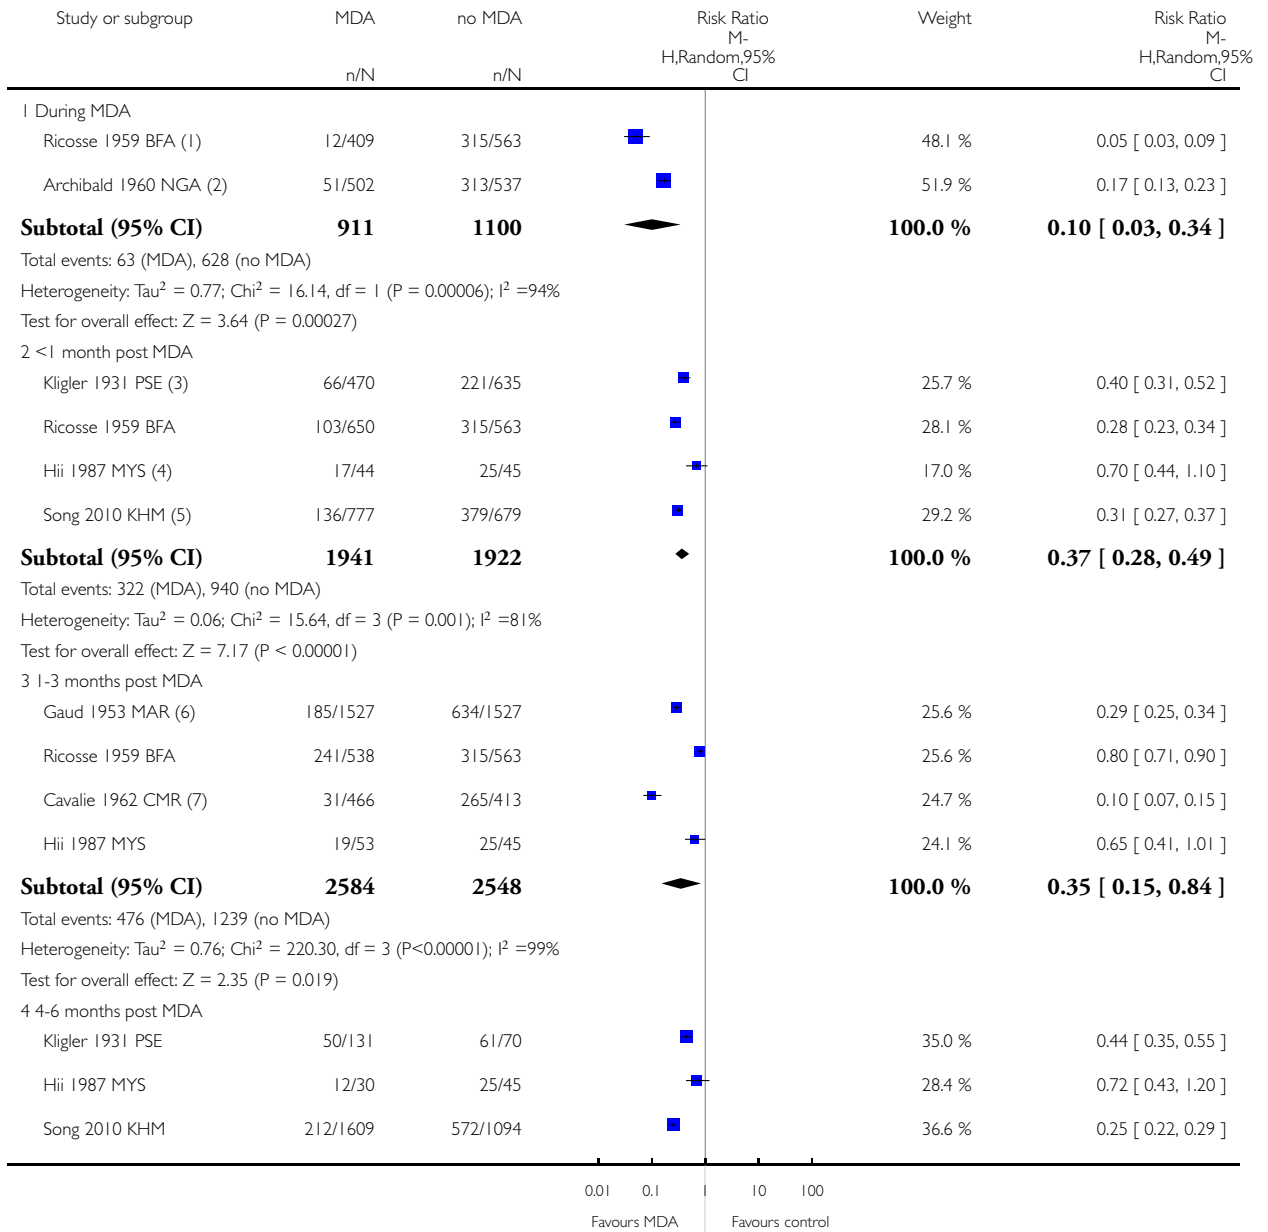 Study or subgroup MDA no MDA Risk Ratio Weight Risk Ratio
M- M-
H,Random,95% H,Random,95%
n/N n/N CI CI
1 During MDA
Ricosse 1959 BFA (1) 12/409 315/563 48.1 % 0.05 [ 0.03, 0.09 ]
Archibald 1960 NGA (2) 51/502 313/537 51.9 % 0.17 [ 0.13, 0.23 ]
Subtotal (95% CI) 911 1100 100.0 % 0.10 [ 0.03, 0.34 ]
Total events: 63 (MDA), 628 (no MDA)
Heterogeneity: Tau² = 0.77; Chi² = 16.14, df = 1 (P = 0.00006); I² =94%
Test for overall effect: Z = 3.64 (P = 0.00027)
2 <1 month post MDA
Kligler 1931 PSE (3) 66/470 221/635 25.7 % 0.40 [ 0.31, 0.52 ]
Ricosse 1959 BFA 103/650 315/563 28.1 % 0.28 [ 0.23, 0.34 ]
Hii 1987 MYS (4) 17/44 25/45 17.0 % 0.70 [ 0.44, 1.10 ]
Song 2010 KHM (5) 136/777 379/679 29.2 % 0.31 [ 0.27, 0.37 ]
Subtotal (95% CI) 1941 1922 100.0 % 0.37 [ 0.28, 0.49 ]
Total events: 322 (MDA), 940 (no MDA)
Heterogeneity: Tau² = 0.06; Chi² = 15.64, df = 3 (P = 0.001); I² =81%
Test for overall effect: Z = 7.17 (P < 0.00001)
3 1-3 months post MDA
Gaud 1953 MAR (6) 185/1527 634/1527 25.6 % 0.29 [ 0.25, 0.34 ]
Ricosse 1959 BFA 241/538 315/563 25.6 % 0.80 [ 0.71, 0.90 ]
Cavalie 1962 CMR (7) 31/466 265/413 24.7 % 0.10 [ 0.07, 0.15 ]
Hii 1987 MYS 19/53 25/45 24.1 % 0.65 [ 0.41, 1.01 ]
Subtotal (95% CI) 2584 2548 100.0 % 0.35 [ 0.15, 0.84 ]
Total events: 476 (MDA), 1239 (no MDA)
Heterogeneity: Tau² = 0.76; Chi² = 220.30, df = 3 (P<0.00001); I² =99%
Test for overall effect: Z = 2.35 (P = 0.019)
4 4-6 months post MDA
Kligler 1931 PSE 50/131 61/70 35.0 % 0.44 [ 0.35, 0.55 ]
Hii 1987 MYS 12/30 25/45 28.4 % 0.72 [ 0.43, 1.20 ]
Song 2010 KHM 212/1609 572/1094 36.6 % 0.25 [ 0.22, 0.29 ]
0.01 0.1 1 10 100
Favours MDA Favours control